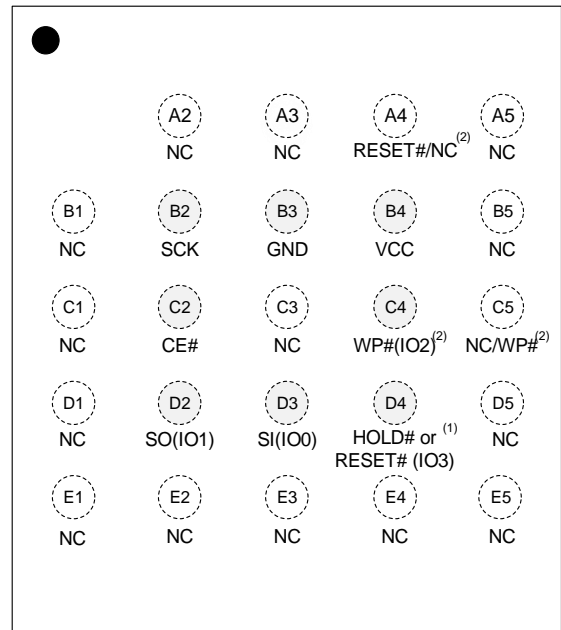 A2 A3 A4 A5
NC NC RESET#/NC(2) NC
B1 B2 B3 B4 B5
NC SCK GND VCC NC
C1 C2 C3 C4 C5
NC CE# NC WP#(IO2)(2) NC/WP#(2)
D1 D2 D3 D4 D5
NC SO(IO1) SI(IO0) HOLD# or (1) NC
RESET# (IO3)
E1 E2 E3 E4 E5
NC NC NC NC NC